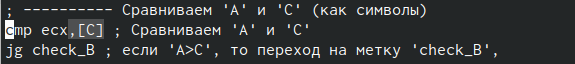 ; ---------- Сравниваем 'A' и 'C' (как символы)
cmp ecx,[C] ; Сравниваем 'A' и 'C'
jg check_B ; если 'A>C', то переход на метку 'check_B',